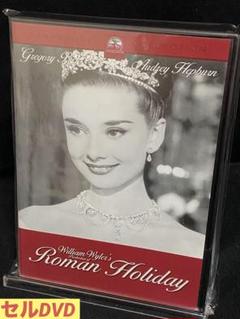 Gregory
Audrey Hepburn
William Wyler's
Roman Holiday
セルDVD